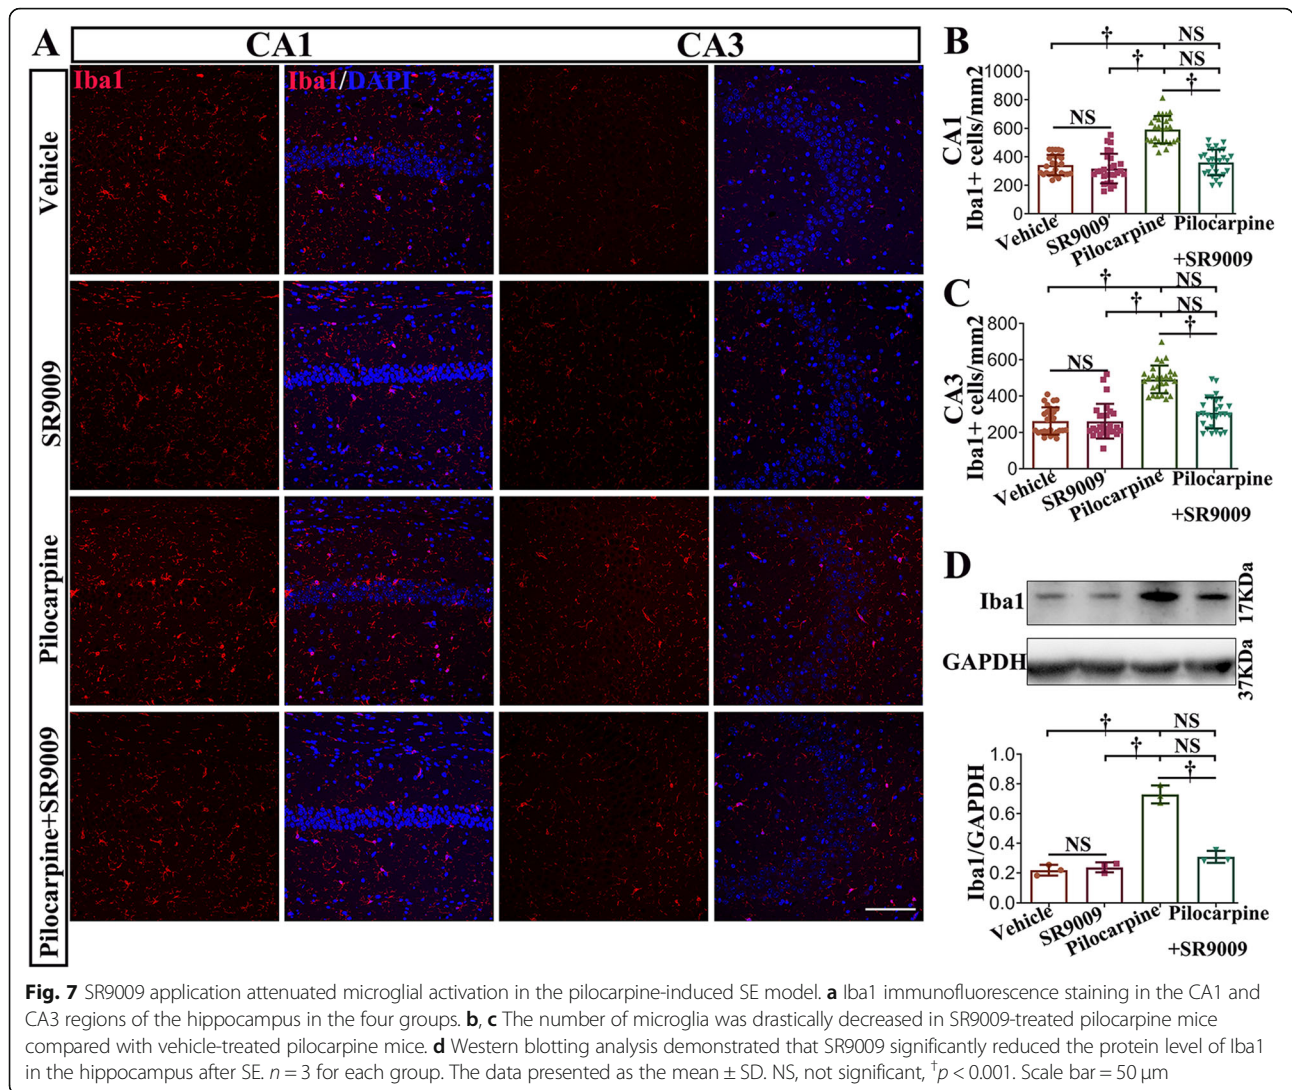 A
CA1
CA3
Iba1
Iba1/DAPI
Vehicle
SR9009
Pilocarpine
Pilocarpine+SR9009
B
† NS
† NS
†
NS
CA1
Iba1+ cells/mm2
1000
800
600
400
200
0
Vehicle
SR9009
Pilocarpine
Pilocarpine
+SR9009
C
† NS
† NS
†
NS
CA3
Iba1+ cells/mm2
800
600
400
200
0
Vehicle
SR9009
Pilocarpine
Pilocarpine
+SR9009
D
Iba1
17KDa
GAPDH
37KDa
† NS
† NS
†
NS
Iba1/GAPDH
1.0
0.8
0.6
0.4
0.2
0.0
Vehicle
SR9009
Pilocarpine
Pilocarpine
+SR9009
Fig. 7 SR9009 application attenuated microglial activation in the pilocarpine-induced SE model. a Iba1 immunofluorescence staining in the CA1 and
CA3 regions of the hippocampus in the four groups. b, c The number of microglia was drastically decreased in SR9009-treated pilocarpine mice
compared with vehicle-treated pilocarpine mice. d Western blotting analysis demonstrated that SR9009 significantly reduced the protein level of Iba1
in the hippocampus after SE. n = 3 for each group. The data presented as the mean ± SD. NS, not significant, †p < 0.001. Scale bar = 50 μm